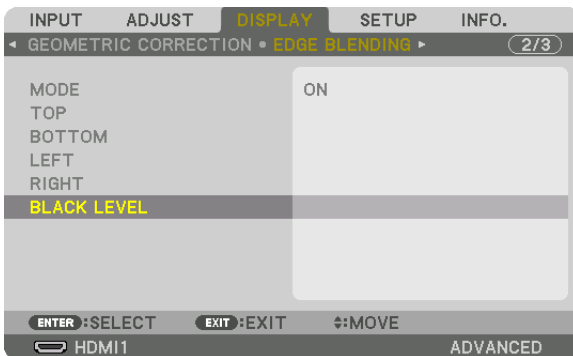 INPUT ADJUST DISPLAY SETUP INFO.
◂ GEOMETRIC CORRECTION • EDGE BLENDING ▸ 2/3
MODE ON
TOP
BOTTOM
LEFT
RIGHT
BLACK LEVEL
ENTER :SELECT EXIT :EXIT ♦:MOVE
HDMI1 ADVANCED